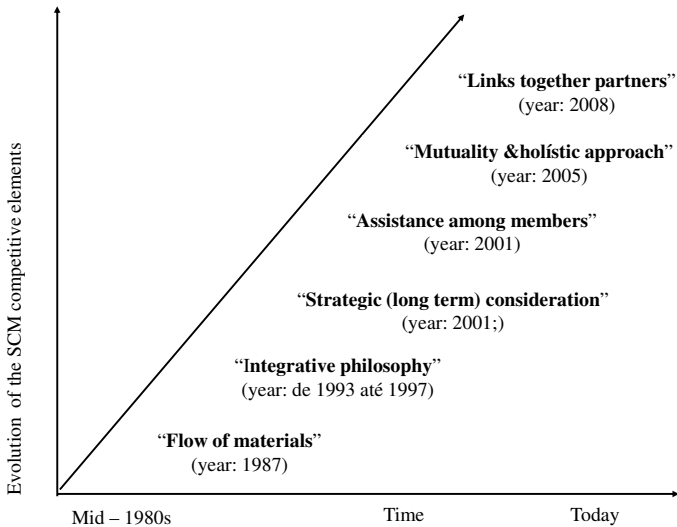 “Links together partners”
(year: 2008)
“Mutuality &holístic approach”
(year: 2005)
“Assistance among members”
(year: 2001)
“Strategic (long term) consideration”
(year: 2001;)
“Integrative philosophy”
(year: de 1993 até 1997)
“Flow of materials”
(year: 1987)
Evolution of the SCM competitive elements
Mid – 1980s
Time
Today